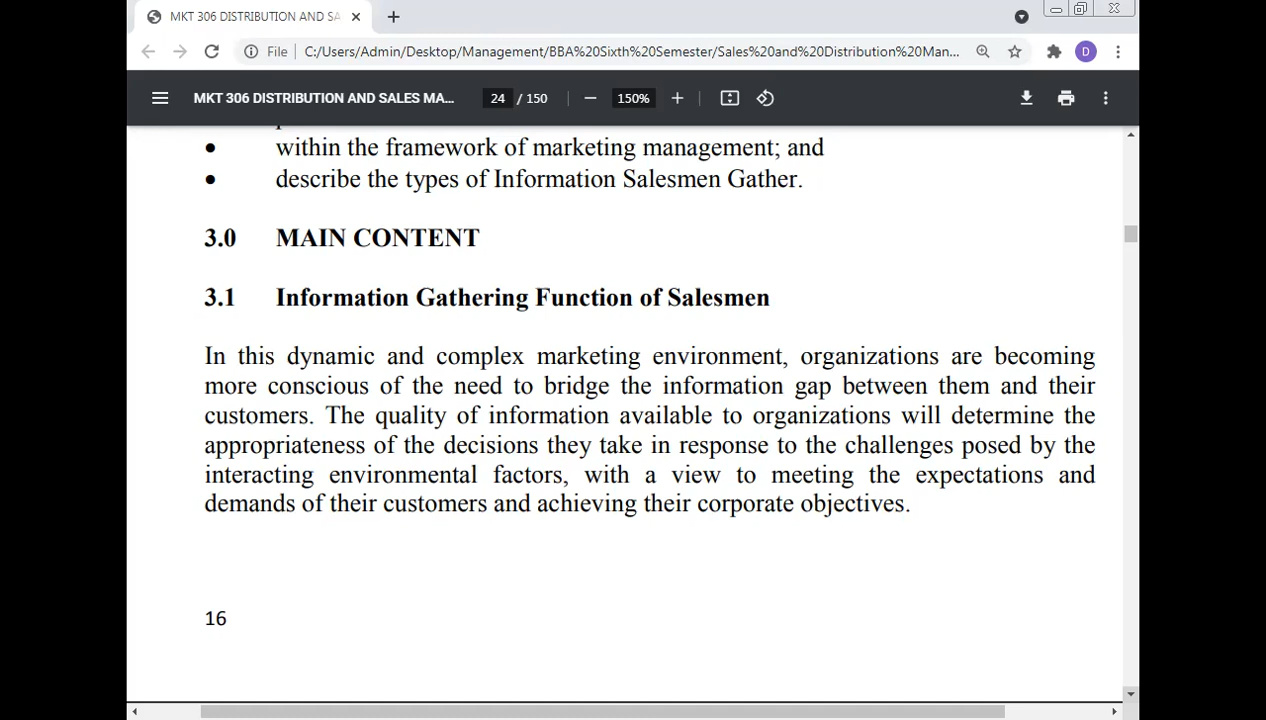 MKT 306 DISTRIBUTION AND SA
File C:/Users/Admin/Desktop/Management/BBA%20Sixth%20Semester/Sales%20and%20Distribution%20Man...
D
MKT 306 DISTRIBUTION AND SALES MA... 24 / 150 150%
• within the framework of marketing management; and
• describe the types of Information Salesmen Gather.
3.0 MAIN CONTENT
3.1 Information Gathering Function of Salesmen
In this dynamic and complex marketing environment, organizations are becoming
more conscious of the need to bridge the information gap between them and their
customers. The quality of information available to organizations will determine the
appropriateness of the decisions they take in response to the challenges posed by the
interacting environmental factors, with a view to meeting the expectations and
demands of their customers and achieving their corporate objectives.
16